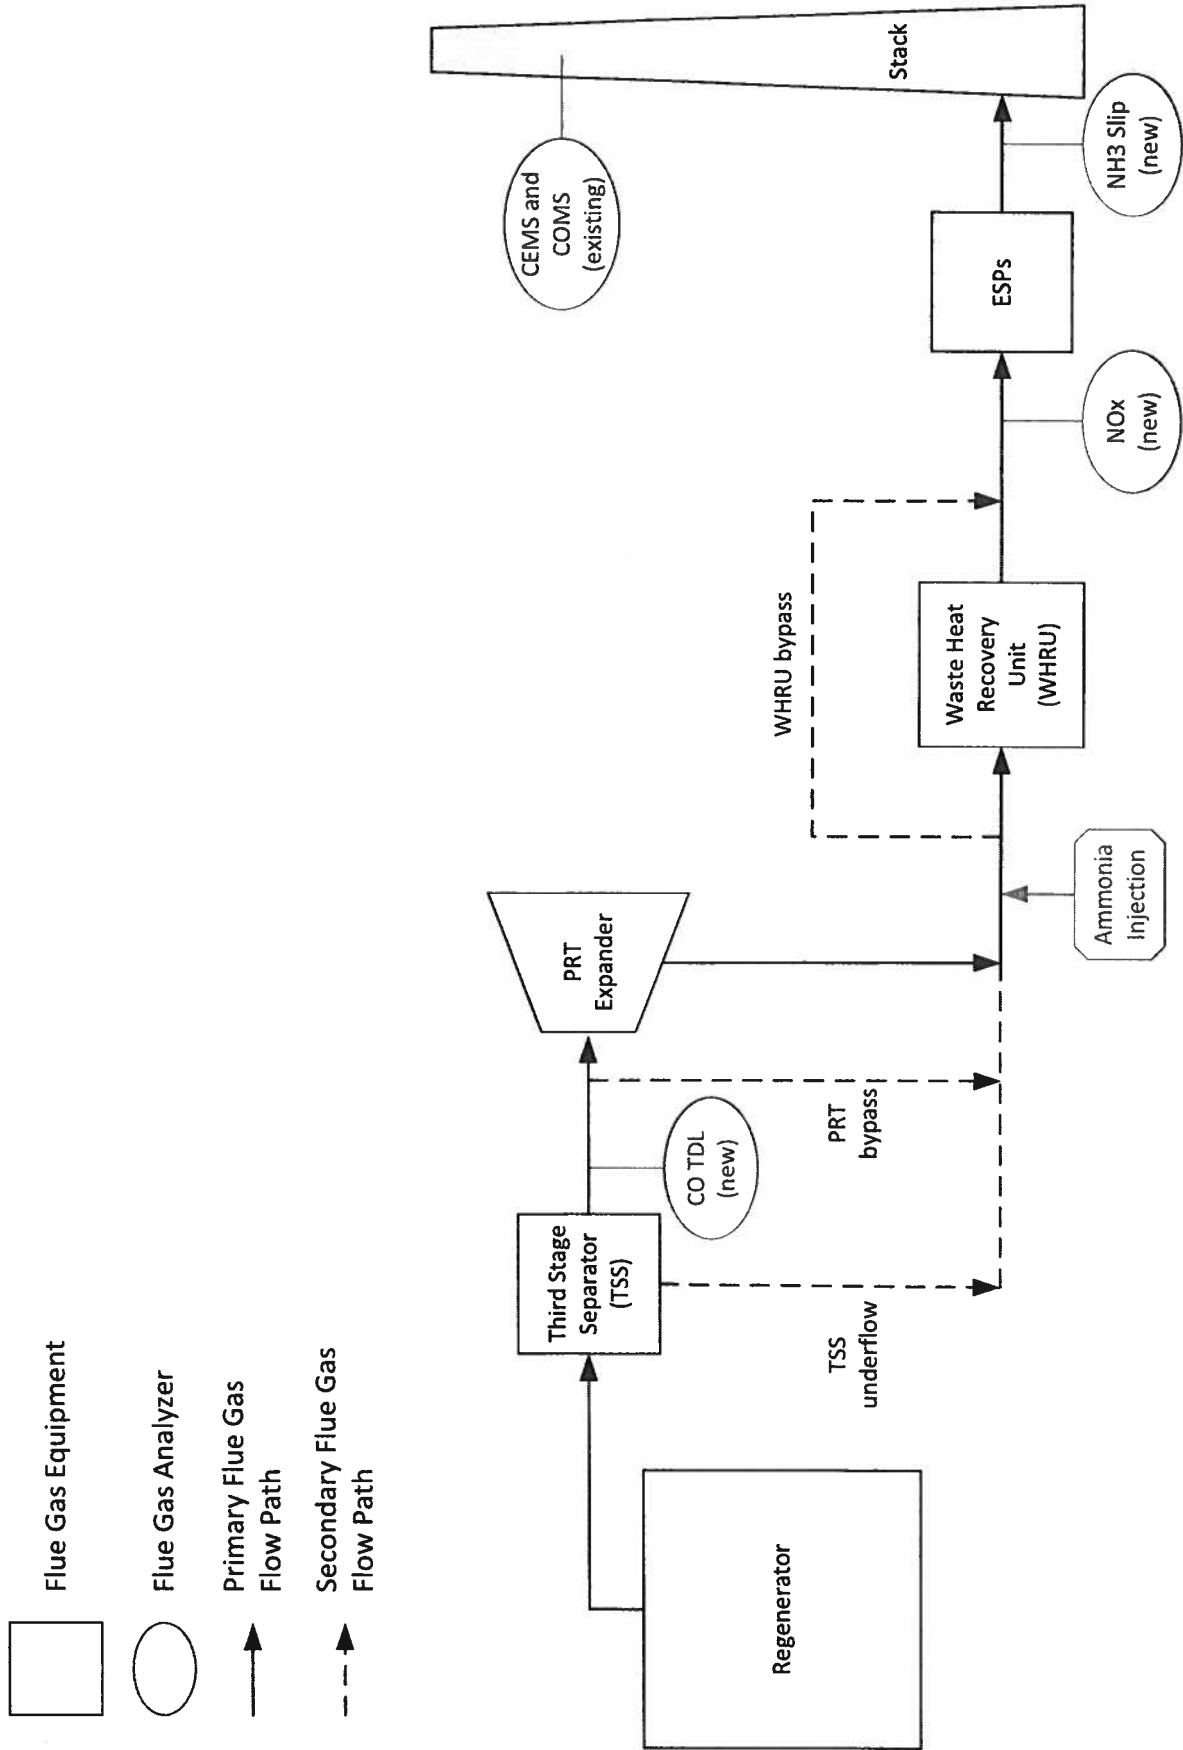 Flue Gas Equipment
Flue Gas Analyzer
Primary Flue Gas
Flow Path
Secondary Flue Gas
Flow Path
Regenerator
Third Stage
Separator
(TSS)
TSS
underflow
CO TDL
(new)
PRT
bypass
PRT
Expander
Ammonia
Injection
WHRU bypass
Waste Heat
Recovery
Unit
(WHRU)
NOx
(new)
ESPs
NH3 Slip
(new)
CEMS and
COMS
(existing)
Stack